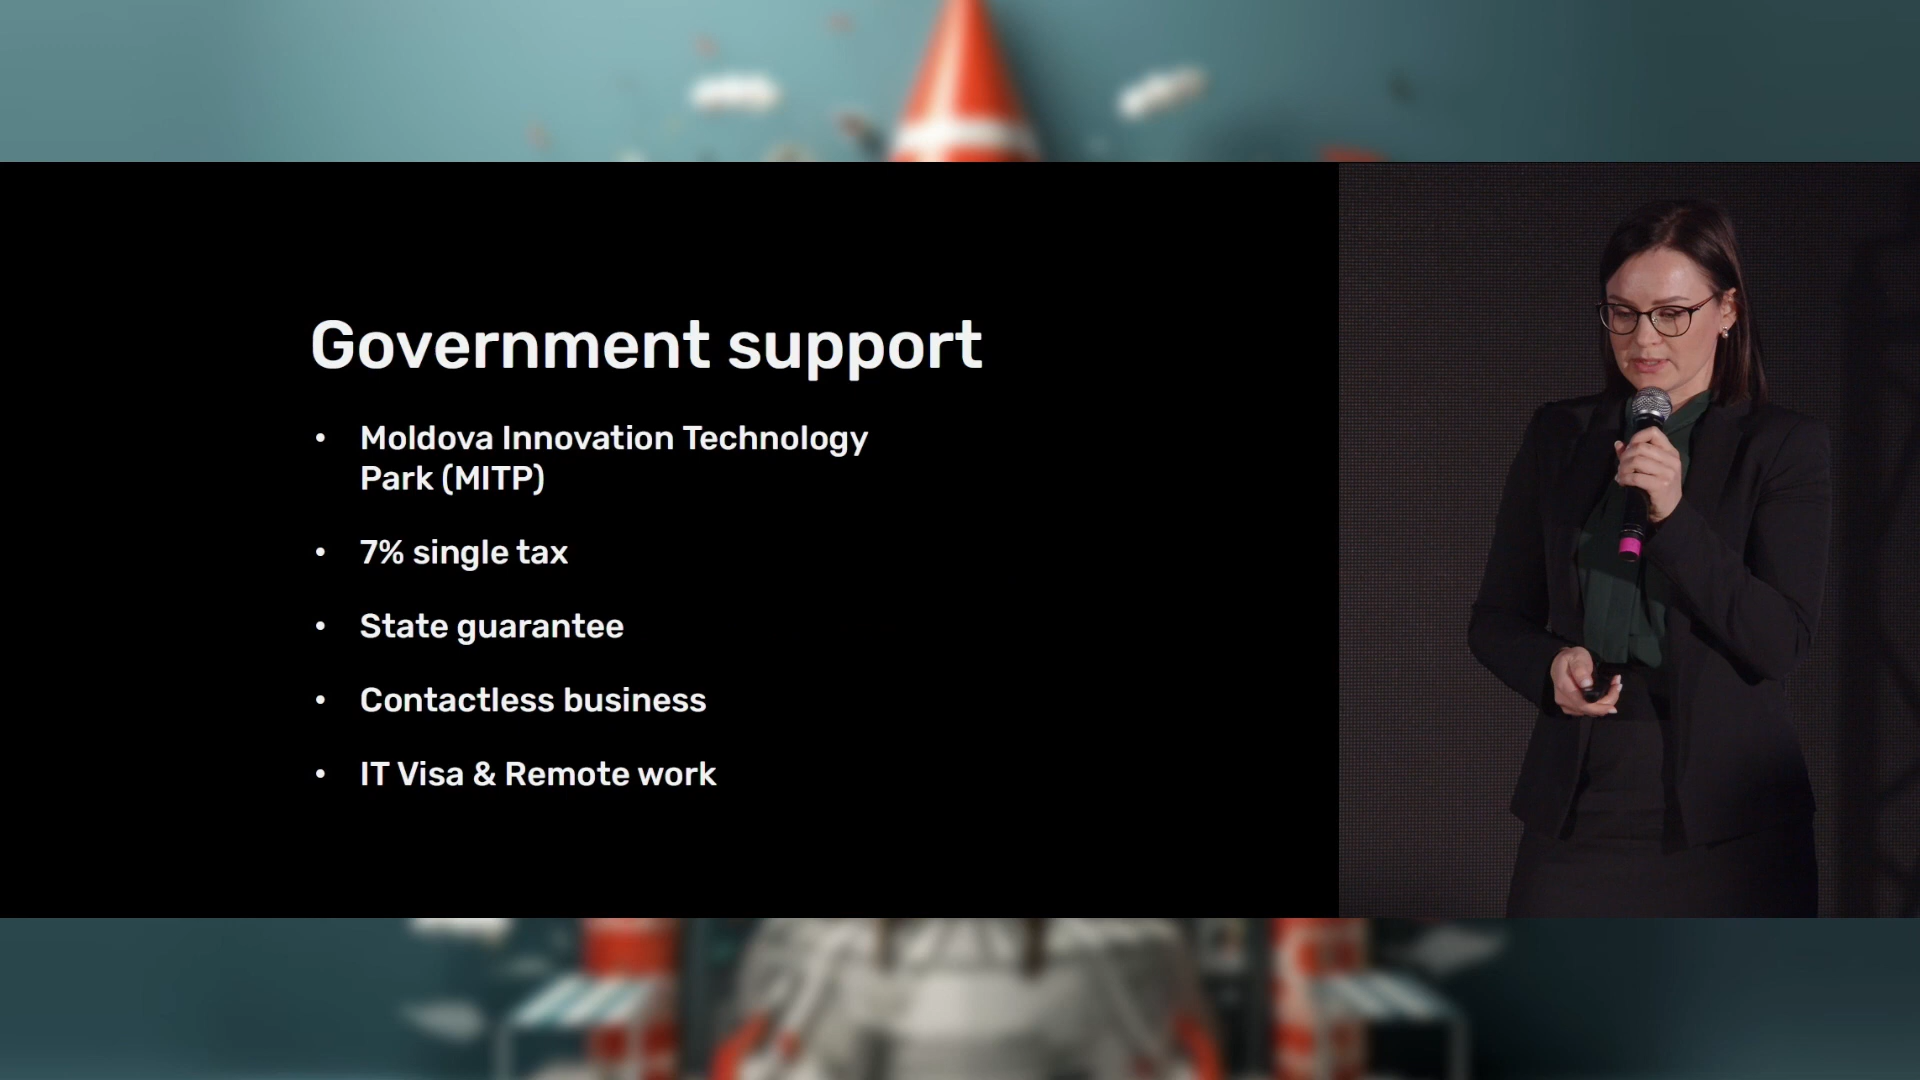 Government support
• Moldova Innovation Technology
Park (MITP)
• 7% single tax
• State guarantee
• Contactless business
• IT Visa & Remote work